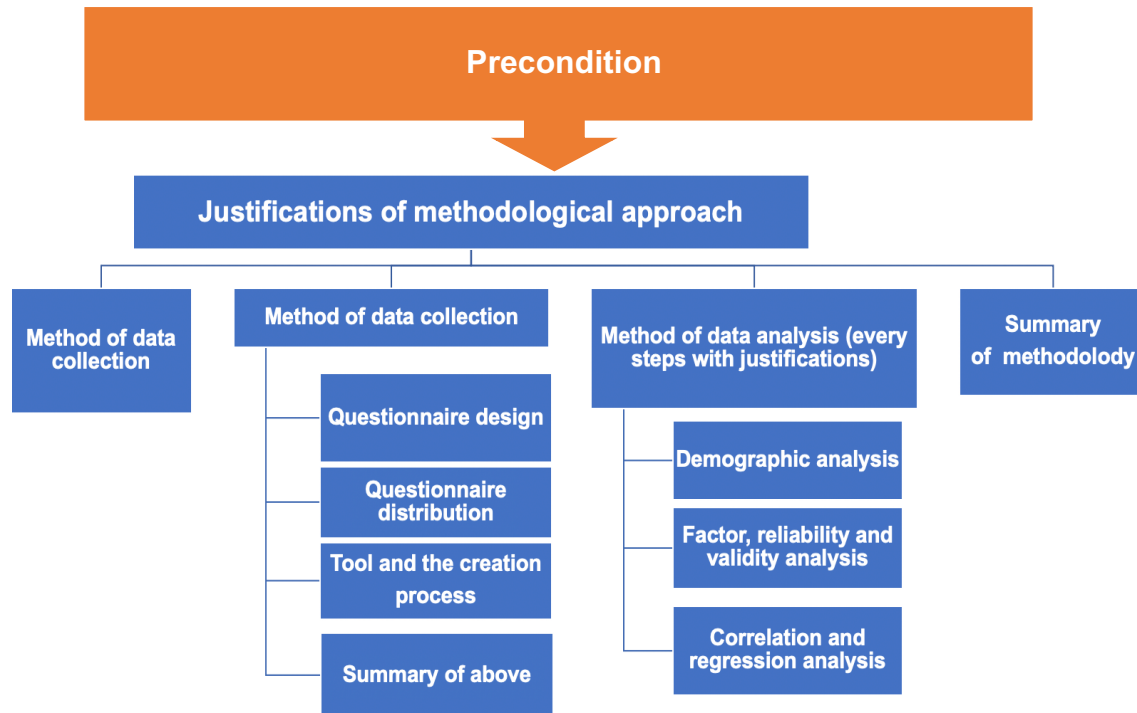 Precondition
Justifications of methodological approach
Method of data
collection
Method of data collection
Questionnaire design
Questionnaire
distribution
Tool and the creation
process
Summary of above
Method of data analysis (every
steps with justifications)
Demographic analysis
Factor, reliability and
validity analysis
Correlation and
regression analysis
Summary
of methodolody